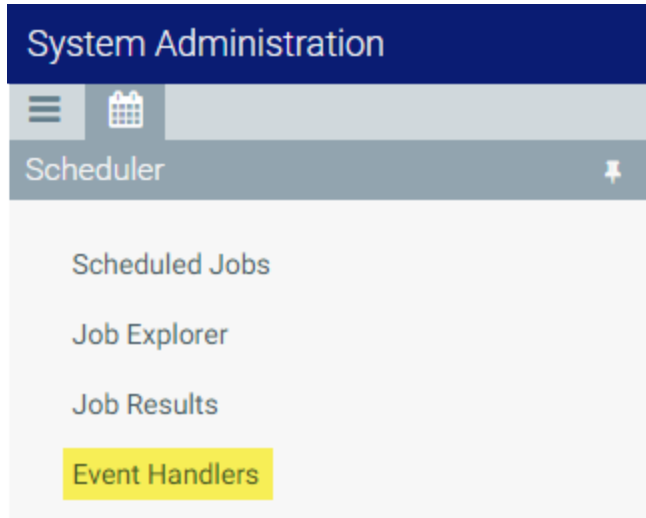 System Administration
Scheduler
Scheduled Jobs
Job Explorer
Job Results
Event Handlers